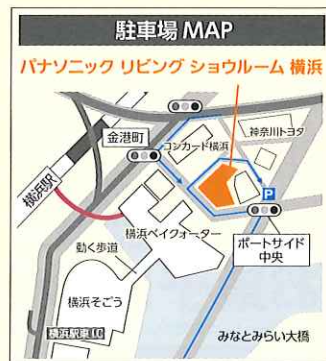 駐車場 MAP
パナソニック リビング ショウルーム 横浜
金港町
コンカード横浜
神奈川トヨタ
横浜駅
P
横浜ベイクォーター
ポートサイド
中央
動く歩道
横浜そごう
横浜駅東口IC
みなとみらい大橋